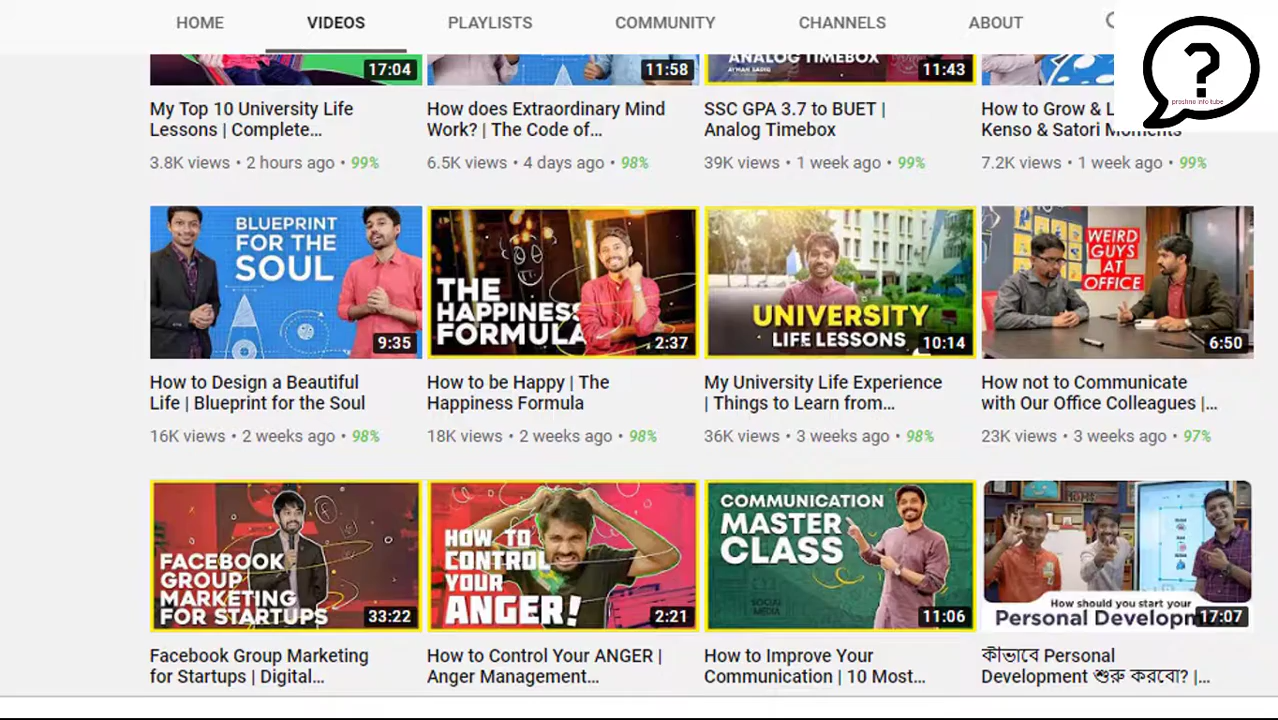 HOME VIDEOS PLAYLISTS COMMUNITY CHANNELS ABOUT
?
proshno info tube
17:04
11:58
ANALOG TIMEBOX
AYMAN SADIQ
11:43
My Top 10 University Life
Lessons | Complete...
3.8K views • 2 hours ago • 99%
How does Extraordinary Mind
Work? | The Code of...
6.5K views • 4 days ago • 98%
SSC GPA 3.7 to BUET |
Analog Timebox
39K views • 1 week ago • 99%
How to Grow & L
Kenso & Satori Moments
7.2K views • 1 week ago • 99%
BLUEPRINT
FOR THE
SOUL
9:35
THE
HAPPINESS
FORMULA
2:37
UNIVERSITY
LIFE LESSONS
10:14
WEIRD
GUYS
AT
OFFICE
6:50
How to Design a Beautiful
Life | Blueprint for the Soul
16K views • 2 weeks ago • 98%
How to be Happy | The
Happiness Formula
18K views • 2 weeks ago • 98%
My University Life Experience
| Things to Learn from...
36K views • 3 weeks ago • 98%
How not to Communicate
with Our Office Colleagues |...
23K views • 3 weeks ago • 97%
FACEBOOK
GROUP
MARKETING
FOR STARTUPS
33:22
HOW TO
CONTROL
YOUR
ANGER!
2:21
COMMUNICATION
MASTER
CLASS
SOCIAL
MEDIA
11:06
HOME
How should you start your
Personal Developm
17:07
Facebook Group Marketing
for Startups | Digital...
How to Control Your ANGER |
Anger Management...
How to Improve Your
Communication | 10 Most...
কীভাবে Personal
Development শুরু করবো? |...